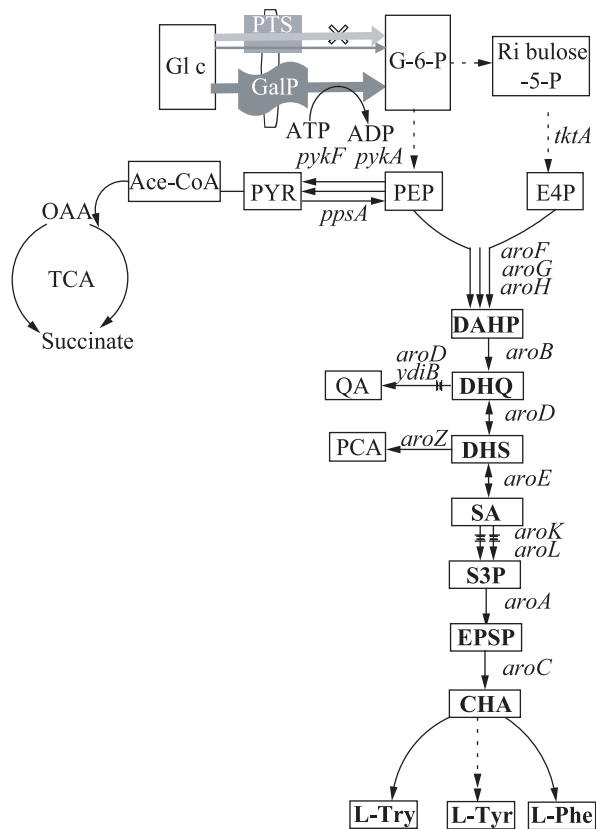 PTS
Gl c
G-6-P
Ri bulose
-5-P
GalP
ATP
ADP
pykF
pykA
tktA
Ace-CoA
PYR
PEP
E4P
ppsA
OAA
TCA
Succinate
aroF
aroG
aroH
DAHP
aroB
aroD
ydiB
QA
DHQ
aroD
PCA
aroZ
DHS
aroE
SA
aroK
aroL
S3P
aroA
EPSP
aroC
CHA
L-Try
L-Tyr
L-Phe